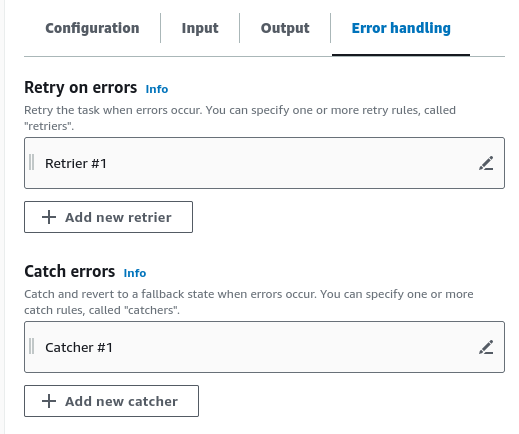 Configuration Input Output Error handling
Retry on errors Info
Retry the task when errors occur. You can specify one or more retry rules, called
"retriers".
Retrier #1
Add new retrier
Catch errors Info
Catch and revert to a fallback state when errors occur. You can specify one or more
catch rules, called "catchers".
Catcher #1
Add new catcher